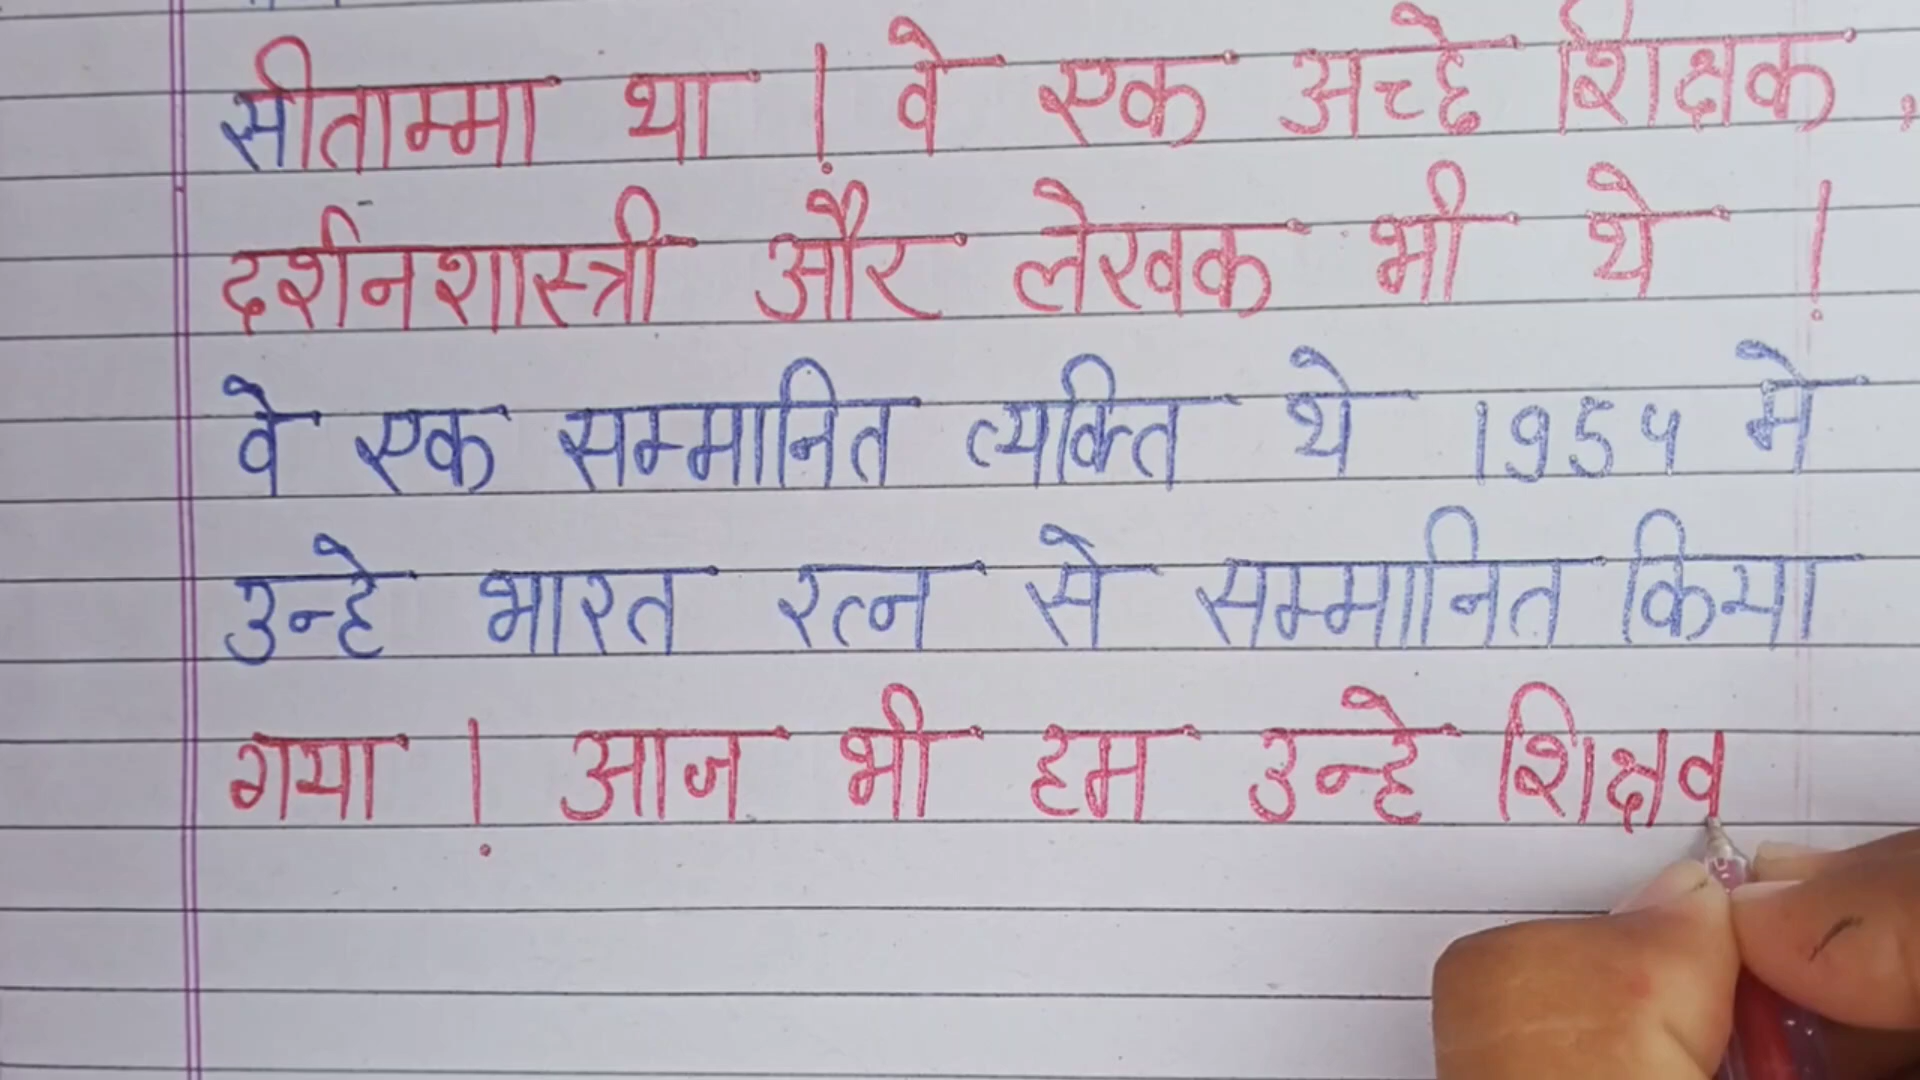 सीताम्मा था ! वे एक अच्छे शिक्षक ,
दर्शनशास्त्री और लेखक भी थे !
वे एक सम्मानित व्यक्ति थे 1954 मे
उन्हे भारत रत्न से सम्मानित किया
गया ! आज भी हम उन्हे शिक्षव